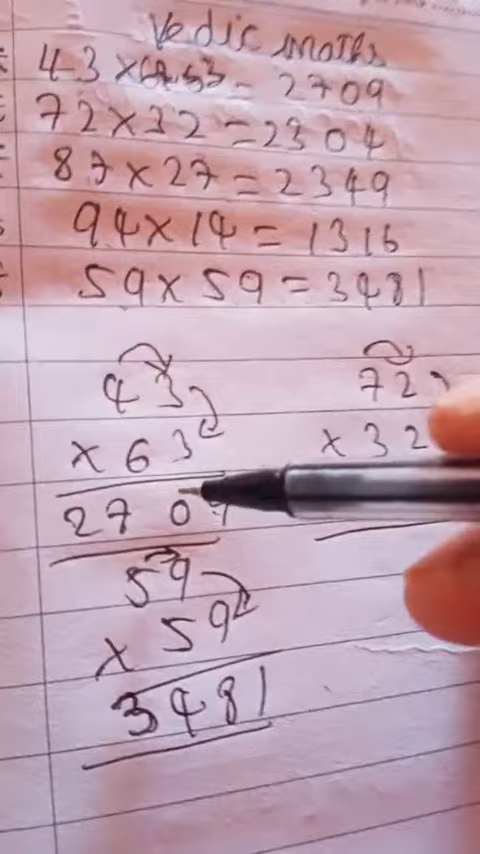 Vedic maths
43 × 63 = 2709
72 × 32 = 2304
87 × 27 = 2349
94 × 14 = 1316
59 × 59 = 3481
43
× 63
2709
59
× 59
3481
72
× 32